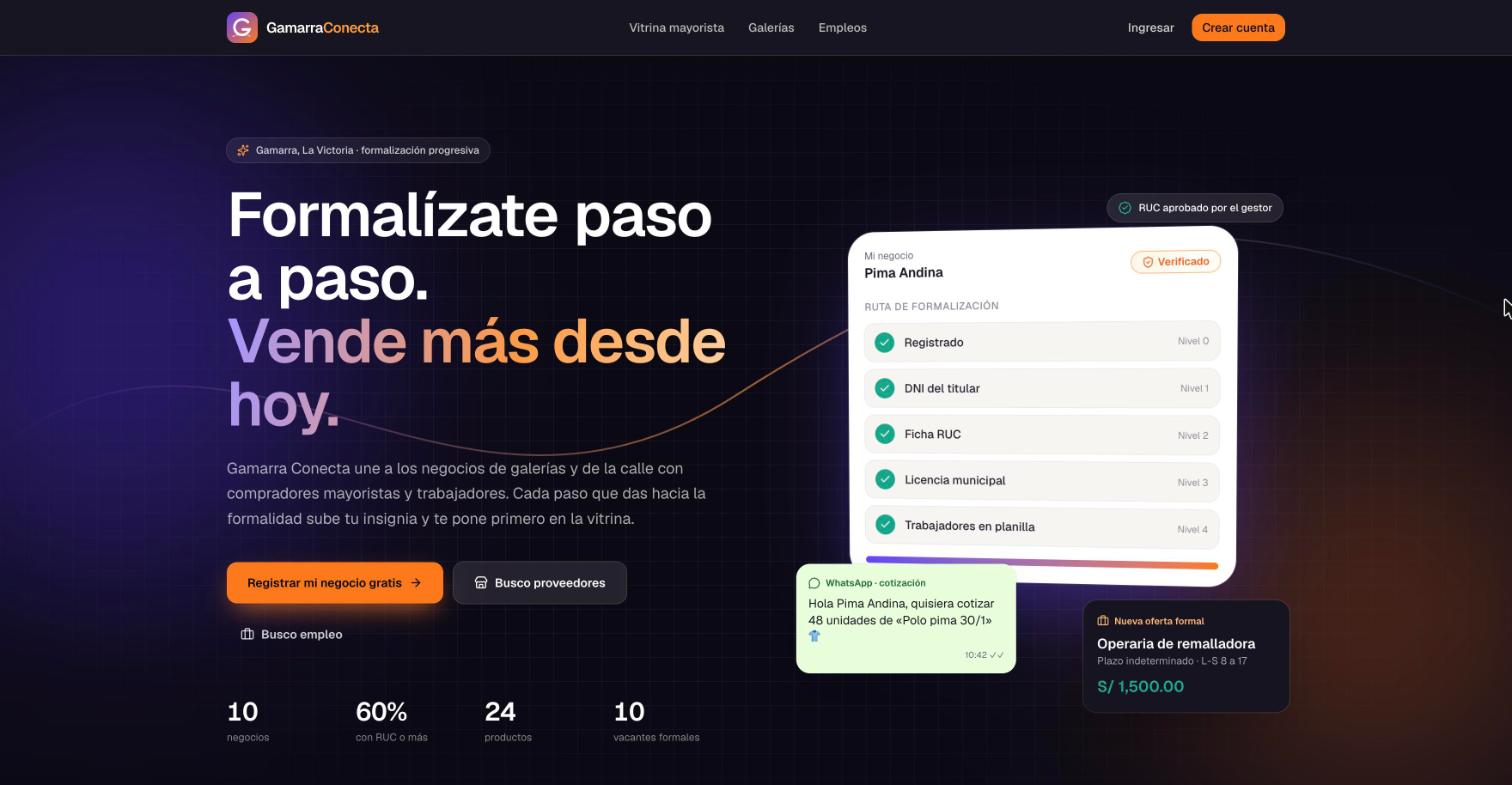 GamarraConecta
Vitrina mayorista
Galerías
Empleos
Ingresar
Crear cuenta
Gamarra, La Victoria · formalización progresiva
Formalízate paso
a paso.
Vende más desde
hoy.
Gamarra Conecta une a los negocios de galerías y de la calle con
compradores mayoristas y trabajadores. Cada paso que das hacia la
formalidad sube tu insignia y te pone primero en la vitrina.
Registrar mi negocio gratis
Busco proveedores
Busco empleo
10
negocios
60%
con RUC o más
24
productos
10
vacantes formales
RUC aprobado por el gestor
Mi negocio
Pima Andina
Verificado
RUTA DE FORMALIZACIÓN
Registrado
Nivel 0
DNI del titular
Nivel 1
Ficha RUC
Nivel 2
Licencia municipal
Nivel 3
Trabajadores en planilla
Nivel 4
WhatsApp · cotización
Hola Pima Andina, quisiera cotizar
48 unidades de «Polo pima 30/1»
10:42 ✓✓
Nueva oferta formal
Operaria de remalladora
Plazo indeterminado · L-S 8 a 17
S/ 1,500.00